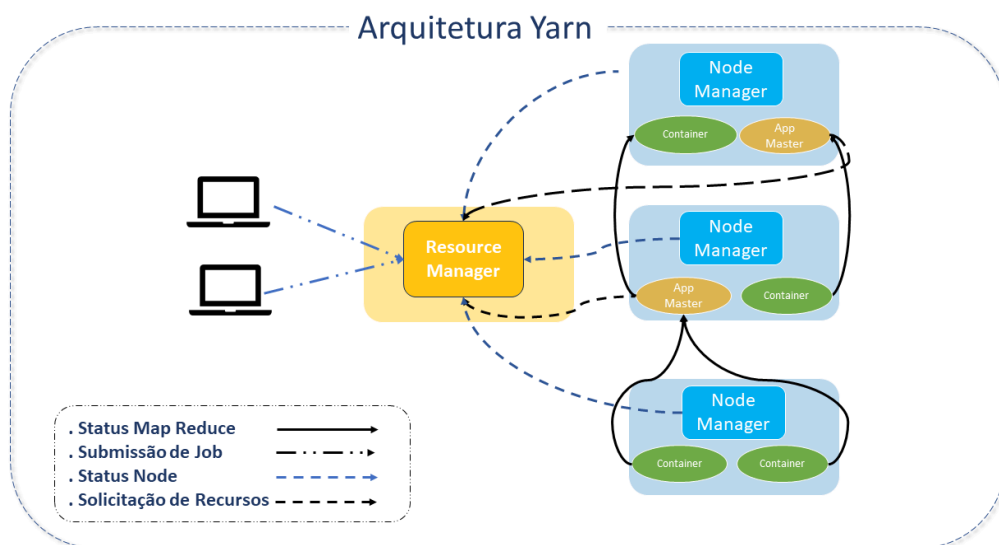 Arquitetura Yarn
Node
Manager
Container
App
Master
Resource
Manager
Node
Manager
App
Master
Container
Node
Manager
Container
Container
. Status Map Reduce
. Submissão de Job
. Status Node
. Solicitação de Recursos